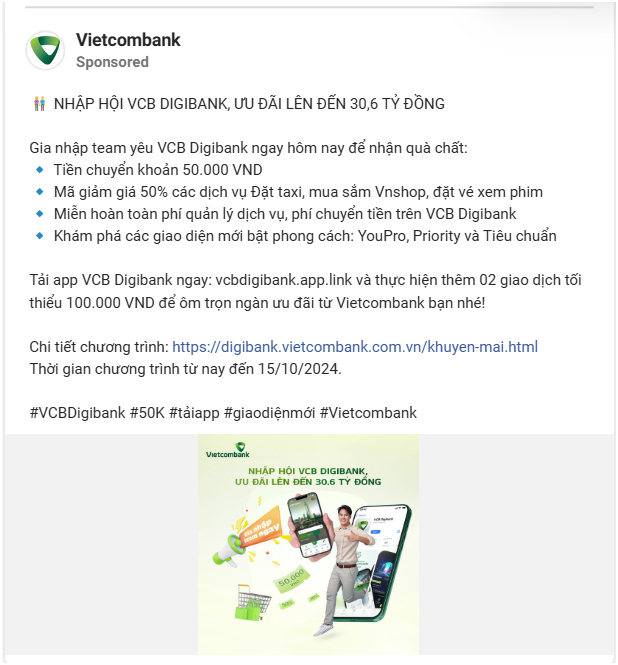 Vietcombank
Sponsored
👬 NHẬP HỘI VCB DIGIBANK, ƯU ĐÃI LÊN ĐẾN 30,6 TỶ ĐỒNG
Gia nhập team yêu VCB Digibank ngay hôm nay để nhận quà chất:
🔹 Tiền chuyển khoản 50.000 VND
🔹 Mã giảm giá 50% các dịch vụ Đặt taxi, mua sắm Vnshop, đặt vé xem phim
🔹 Miễn hoàn toàn phí quản lý dịch vụ, phí chuyển tiền trên VCB Digibank
🔹 Khám phá các giao diện mới bật phong cách: YouPro, Priority và Tiêu chuẩn
Tải app VCB Digibank ngay: vcbdigibank.app.link và thực hiện thêm 02 giao dịch tối
thiểu 100.000 VND để ôm trọn ngàn ưu đãi từ Vietcombank bạn nhé!
Chi tiết chương trình: https://digibank.vietcombank.com.vn/khuyen-mai.html
Thời gian chương trình từ nay đến 15/10/2024.
#VCBDigibank #50K #tảiapp #giaodiệnmới #Vietcombank
Vietcombank
NHẬP HỘI VCB DIGIBANK,
ƯU ĐÃI LÊN ĐẾN 30.6 TỶ ĐỒNG
Gia nhập
team ngay
VCB Digibank
50.000